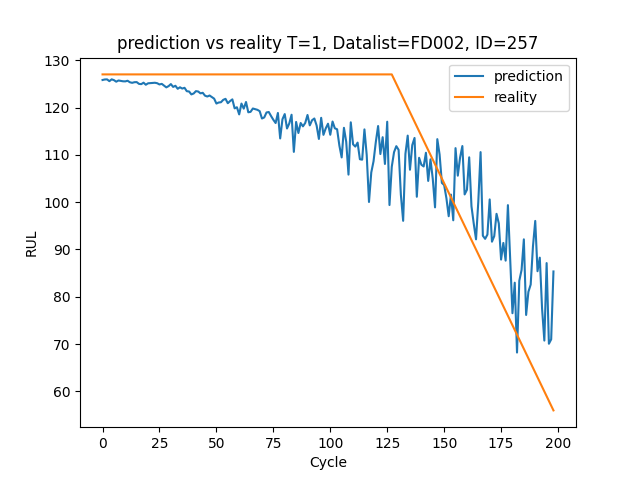 prediction vs reality T=1, Datalist=FD002, ID=257
prediction
reality
RUL
130
120
110
100
90
80
70
60
0 25 50 75 100 125 150 175 200
Cycle